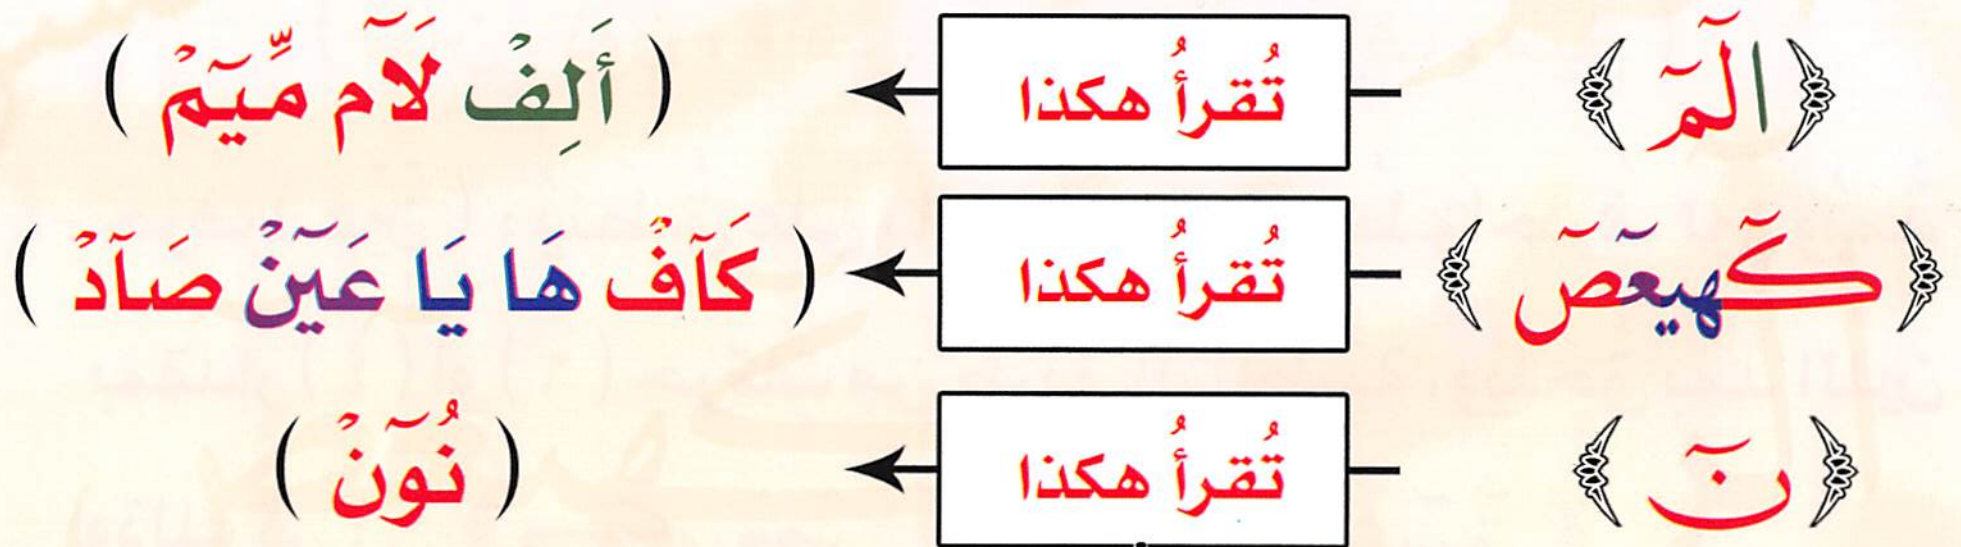 ﴿الٓمٓ﴾ تُقرأُ هكذا ( أَلِفْ لَآم مِّيٓمْ )
﴿كٓهيعٓصٓ﴾ تُقرأُ هكذا ( كَآفْ هَا يَا عَيٓنْ صَآدْ )
﴿نٓ﴾ تُقرأُ هكذا ( نُوٓنْ )